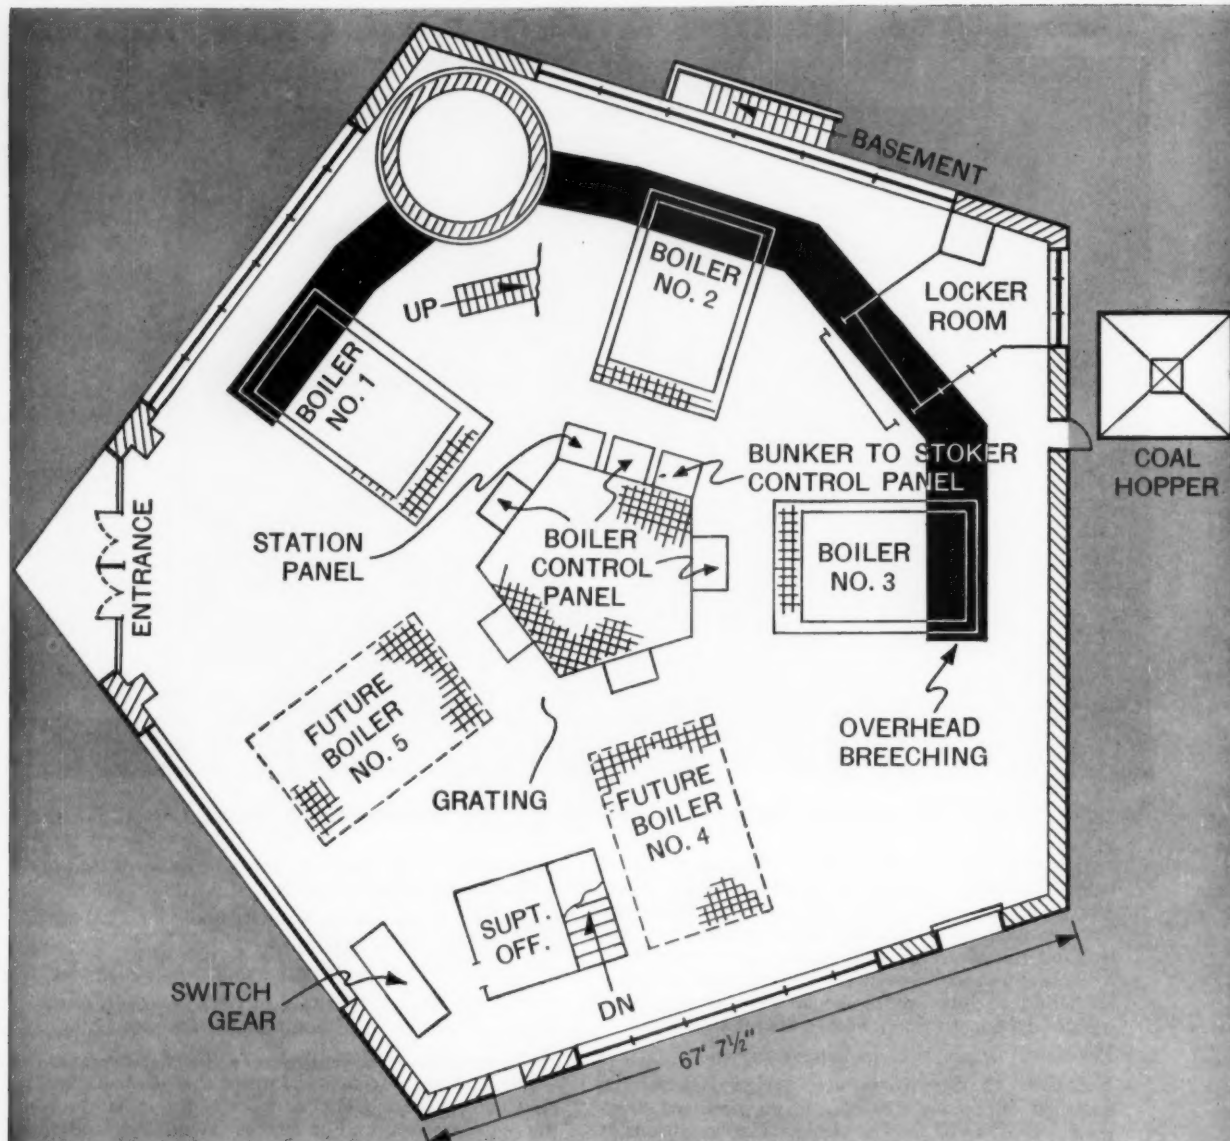 BASEMENT
BOILER
NO. 2
UP
LOCKER
ROOM
BOILER
NO. 1
COAL
HOPPER
BUNKER TO STOKER
CONTROL PANEL
STATION
PANEL
BOILER
CONTROL
PANEL
BOILER
NO. 3
ENTRANCE
FUTURE
BOILER
NO. 5
OVERHEAD
BREECHING
GRATING
FUTURE
BOILER
NO. 4
SUPT.
OFF.
SWITCH
GEAR
DN
67' 7½"